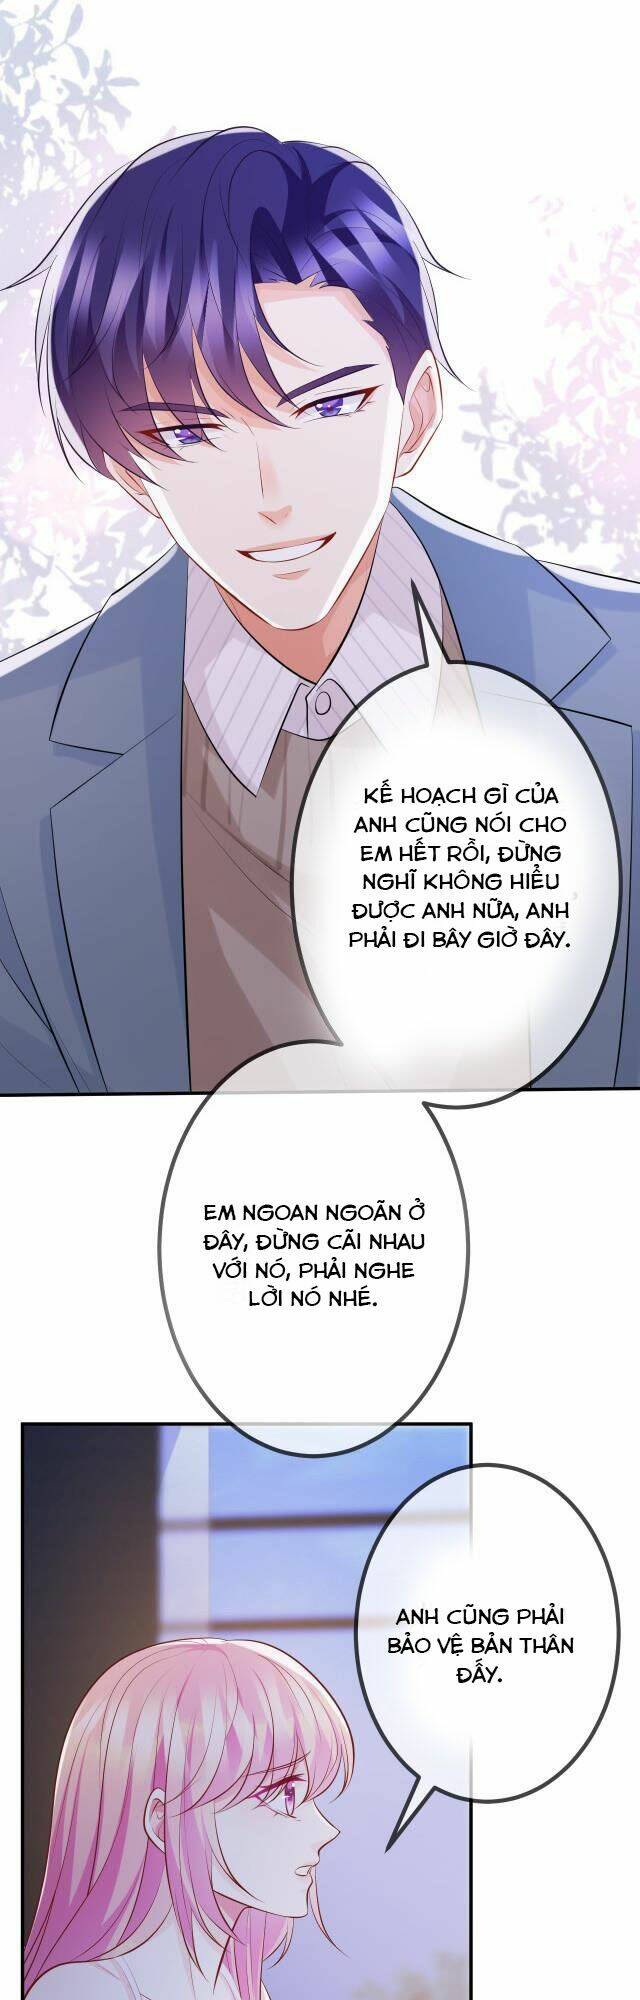 KẾ HOẠCH GÌ CỦA
ANH CŨNG NÓI CHO
EM HẾT RỒI, ĐỪNG
NGHĨ KHÔNG HIỂU
ĐƯỢC ANH NỮA, ANH
PHẢI ĐI BÂY GIỜ ĐÂY.
EM NGOAN NGOÃN Ở
ĐÂY, ĐỪNG CÃI NHAU
VỚI NÓ, PHẢI NGHE
LỜI NÓ NHÉ.
ANH CŨNG PHẢI
BẢO VỆ BẢN THÂN
ĐẤY.